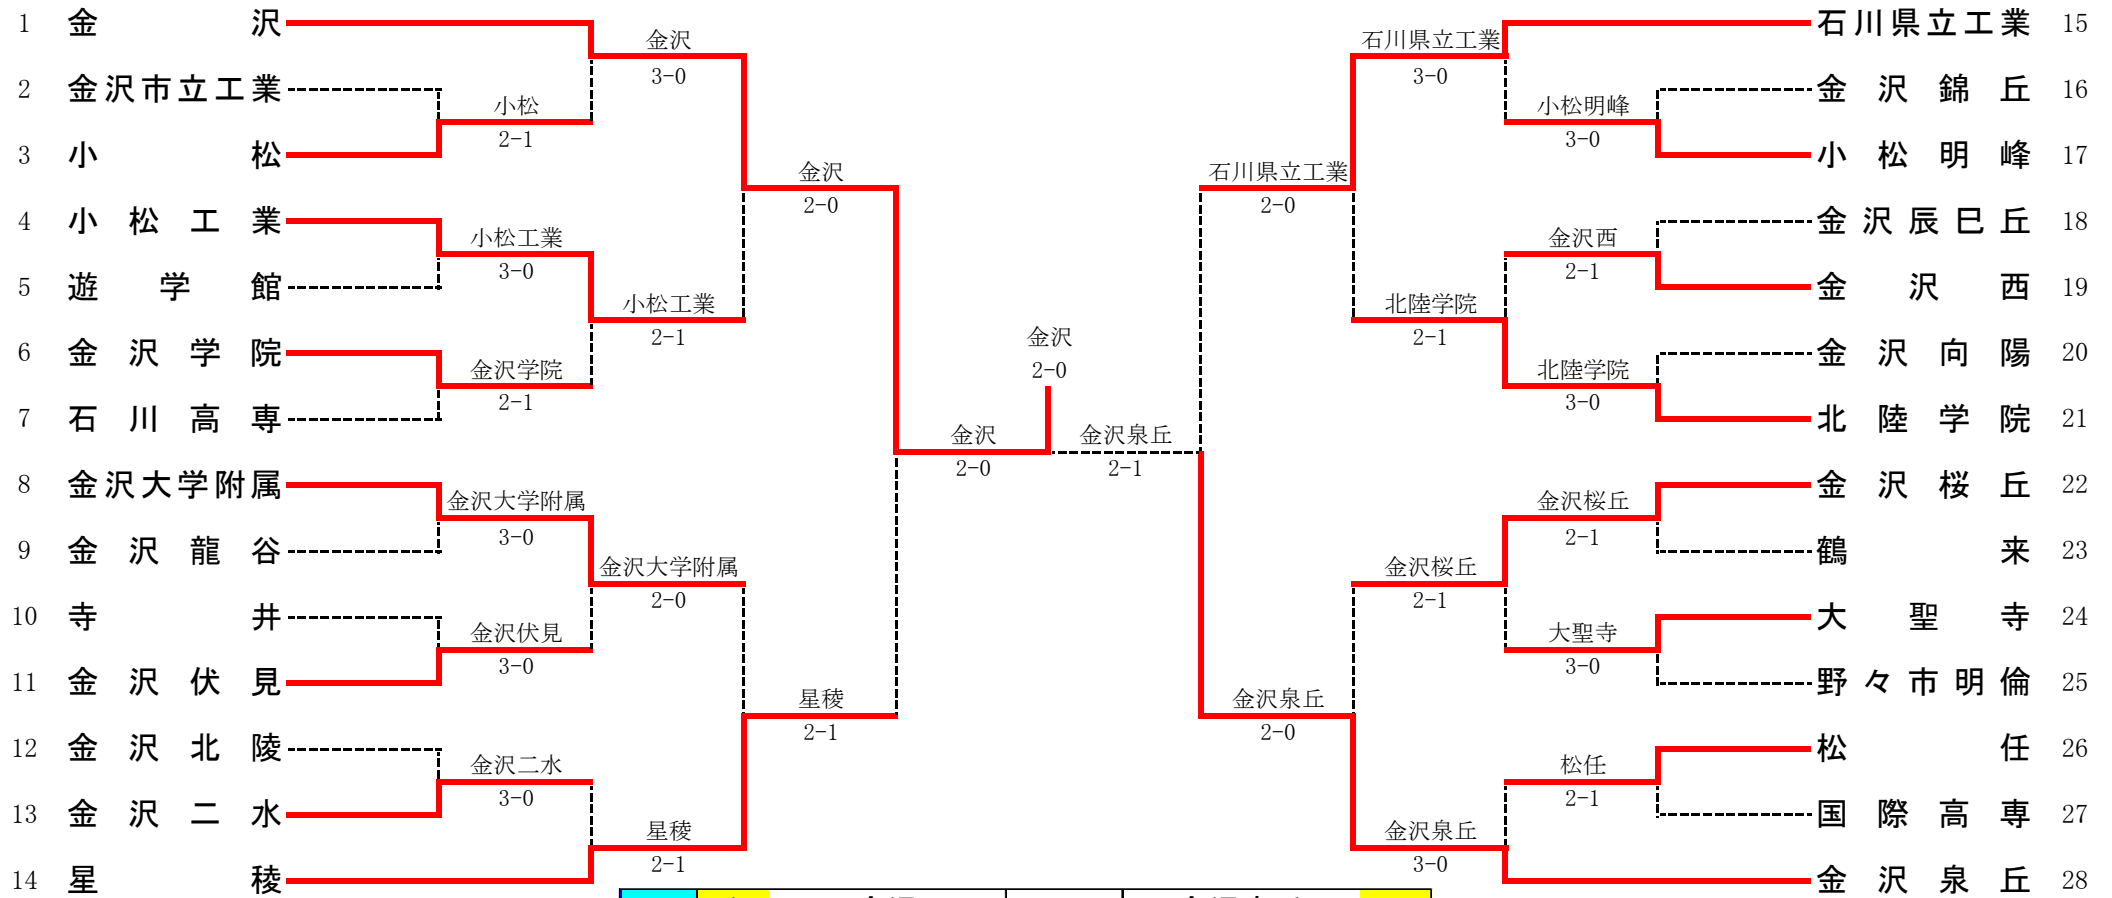 1 金沢
2 金沢市立工業
3 小松
4 小松工業
5 遊学館
6 金沢学院
7 石川高専
8 金沢大学附属
9 金沢龍谷
10 寺井
11 金沢伏見
12 金沢北陵
13 金沢二水
14 星稜
小松
2-1
小松工業
3-0
金沢学院
2-1
金沢大学附属
3-0
金沢伏見
3-0
金沢二水
3-0
金沢
3-0
小松工業
2-1
金沢大学附属
2-0
星稜
2-1
金沢
2-0
星稜
2-1
金沢
2-0
金沢
2-0
金沢泉丘
2-1
石川県立工業
2-0
金沢泉丘
2-0
石川県立工業
3-0
北陸学院
2-1
金沢桜丘
2-1
金沢泉丘
3-0
小松明峰
3-0
金沢西
2-1
北陸学院
3-0
金沢桜丘
2-1
大聖寺
3-0
松任
2-1
石川県立工業 15
金沢錦丘 16
小松明峰 17
金沢辰巳丘 18
金沢西 19
金沢向陽 20
北陸学院 21
金沢桜丘 22
鶴来 23
大聖寺 24
野々市明倫 25
松任 26
国際高専 27
金沢泉丘 28